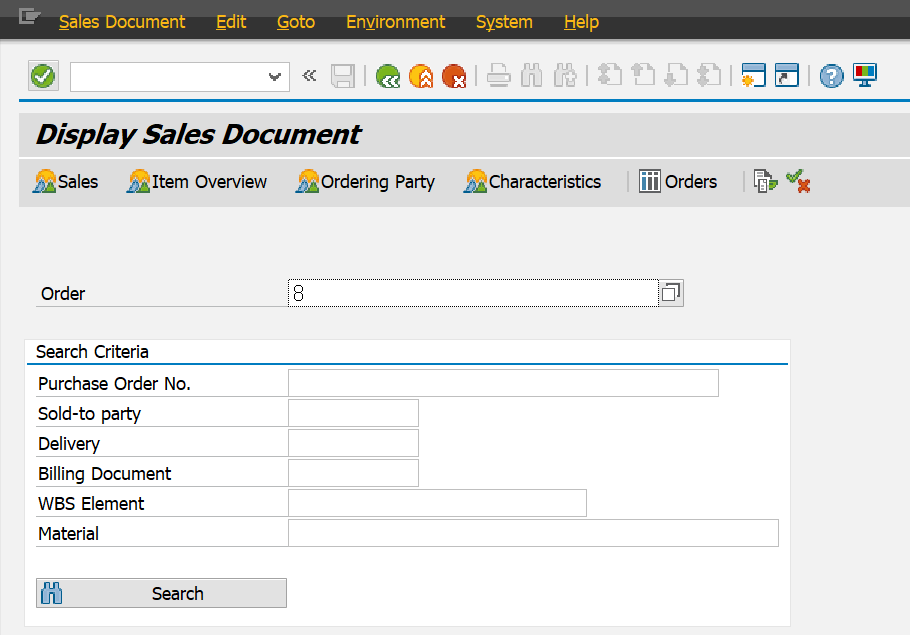 Sales Document Edit Goto Environment System Help
Display Sales Document
Sales Item Overview Ordering Party Characteristics Orders
Order 8
Search Criteria
Purchase Order No.
Sold-to party
Delivery
Billing Document
WBS Element
Material
Search